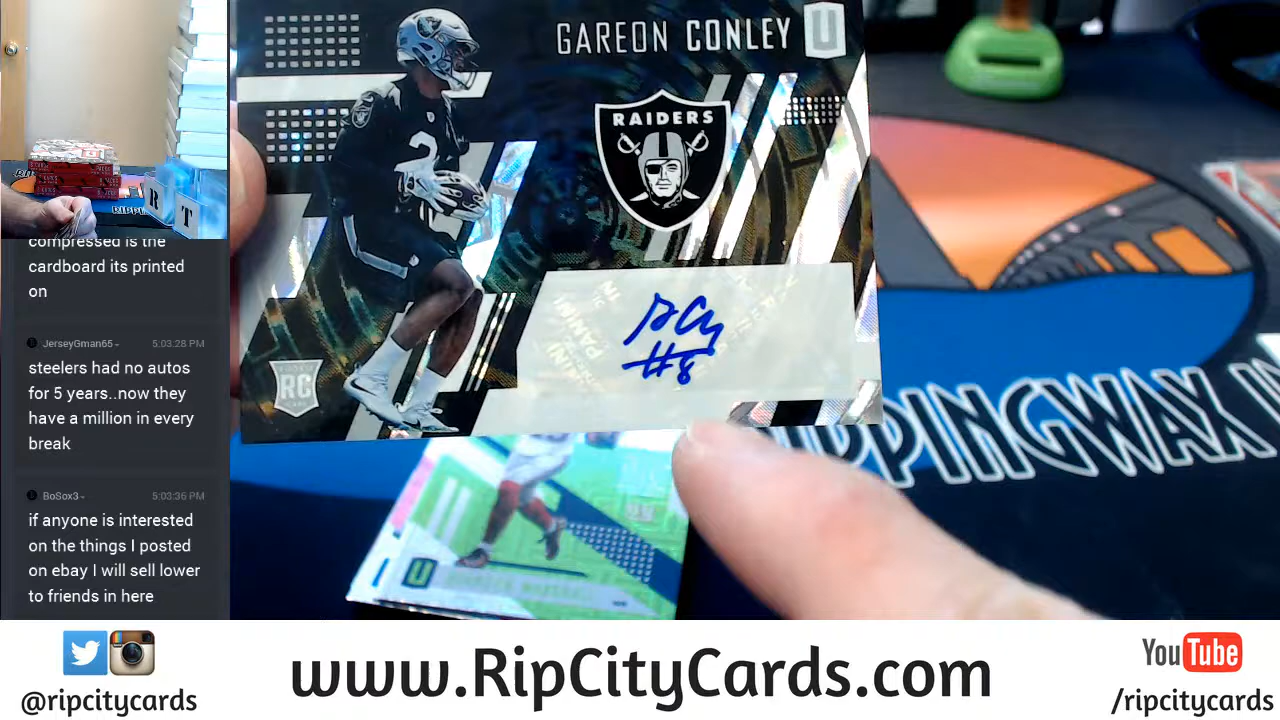 GAREON CONLEY U
RAIDERS
2
#8
RC
PANINI
U
R T
compressed is the
cardboard its printed
on
JerseyGman65 - 5:03:28 PM
steelers had no autos
for 5 years..now they
have a million in every
break
BoSox3 - 5:03:36 PM
if anyone is interested
on the things I posted
on ebay I will sell lower
to friends in here
www.RipCityCards.com
@ripcitycards
YouTube
/ripcitycards